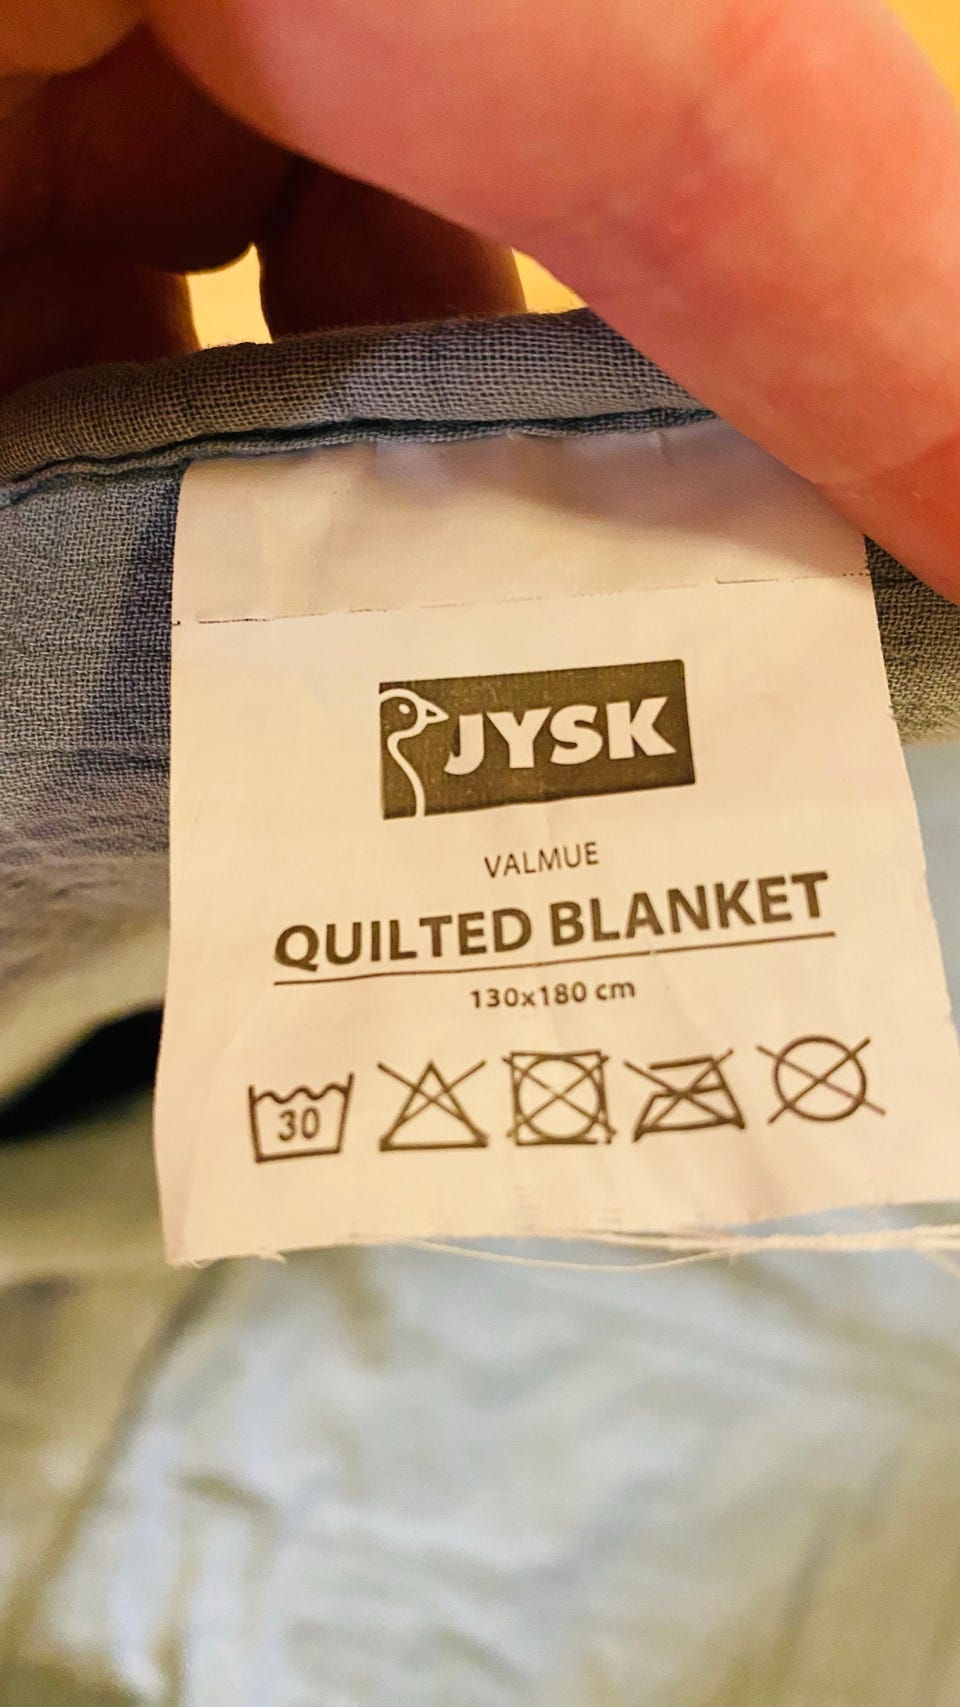 JYSK
VALMUE
QUILTED BLANKET
130x180 cm
30